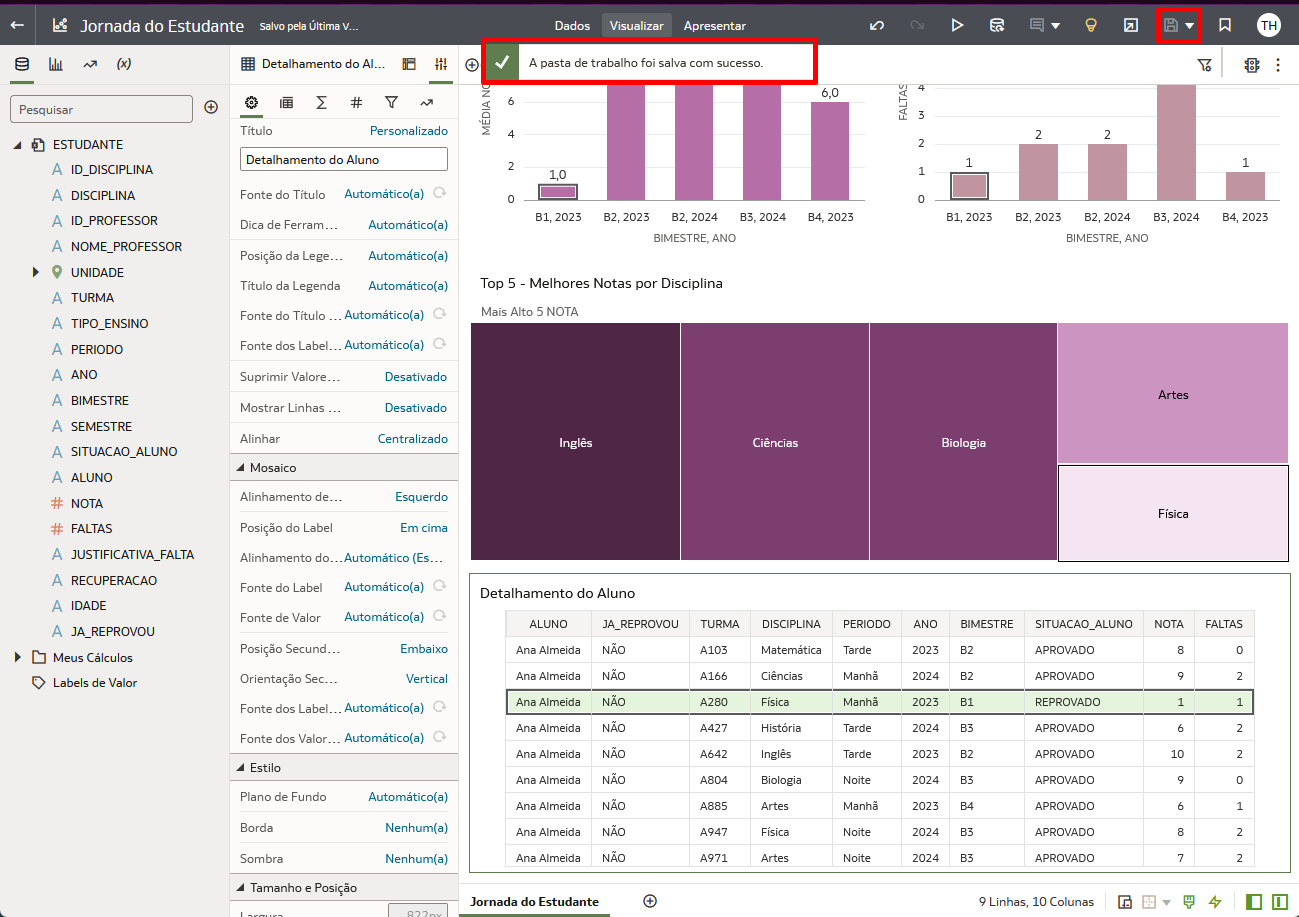 Jornada do Estudante
Salvo pela Última V...
Dados
Visualizar
Apresentar
TH
(x)
Detalhamento do Al...
A pasta de trabalho foi salva com sucesso.
Pesquisar
ESTUDANTE
ID_DISCIPLINA
DISCIPLINA
ID_PROFESSOR
NOME_PROFESSOR
UNIDADE
TURMA
TIPO_ENSINO
PERIODO
ANO
BIMESTRE
SEMESTRE
SITUACAO_ALUNO
ALUNO
NOTA
FALTAS
JUSTIFICATIVA_FALTA
RECUPERACAO
IDADE
JA_REPROVOU
Meus Cálculos
Labels de Valor
Título Personalizado
Detalhamento do Aluno
Fonte do Título Automático(a)
Dica de Ferram... Automático(a)
Posição da Lege... Automático(a)
Título da Legenda Automático(a)
Fonte do Título ... Automático(a)
Fonte dos Label... Automático(a)
Suprimir Valore... Desativado
Mostrar Linhas ... Desativado
Alinhar Centralizado
Mosaico
Alinhamento de... Esquerdo
Posição do Label Em cima
Alinhamento do... Automático (Es...
Fonte do Label Automático(a)
Fonte de Valor Automático(a)
Posição Secund... Embaixo
Orientação Sec... Vertical
Fonte dos Label... Automático(a)
Fonte dos Valor... Automático(a)
Estilo
Plano de Fundo Automático(a)
Borda Nenhum(a)
Sombra Nenhum(a)
Tamanho e Posição
Largura 822px
MÉDIA NO
6
4
2
0
1,0
6,0
B1, 2023 B2, 2023 B2, 2024 B3, 2024 B4, 2023
BIMESTRE, ANO
FALTAS
4
3
2
1
0
1
2
2
1
B1, 2023 B2, 2023 B2, 2024 B3, 2024 B4, 2023
BIMESTRE, ANO
Top 5 - Melhores Notas por Disciplina
Mais Alto 5 NOTA
Inglês
Ciências
Biologia
Artes
Física
Detalhamento do Aluno
ALUNO JA_REPROVOU TURMA DISCIPLINA PERIODO ANO BIMESTRE SITUACAO_ALUNO NOTA FALTAS
Ana Almeida NÃO A103 Matemática Tarde 2023 B2 APROVADO 8 0
Ana Almeida NÃO A166 Ciências Manhã 2024 B2 APROVADO 9 2
Ana Almeida NÃO A280 Física Manhã 2023 B1 REPROVADO 1 1
Ana Almeida NÃO A427 História Tarde 2024 B3 APROVADO 6 2
Ana Almeida NÃO A642 Inglês Tarde 2023 B2 APROVADO 10 2
Ana Almeida NÃO A804 Biologia Noite 2024 B3 APROVADO 9 0
Ana Almeida NÃO A885 Artes Manhã 2023 B4 APROVADO 6 1
Ana Almeida NÃO A947 Física Noite 2024 B3 APROVADO 8 2
Ana Almeida NÃO A971 Artes Noite 2024 B3 APROVADO 7 2
Jornada do Estudante
9 Linhas, 10 Colunas